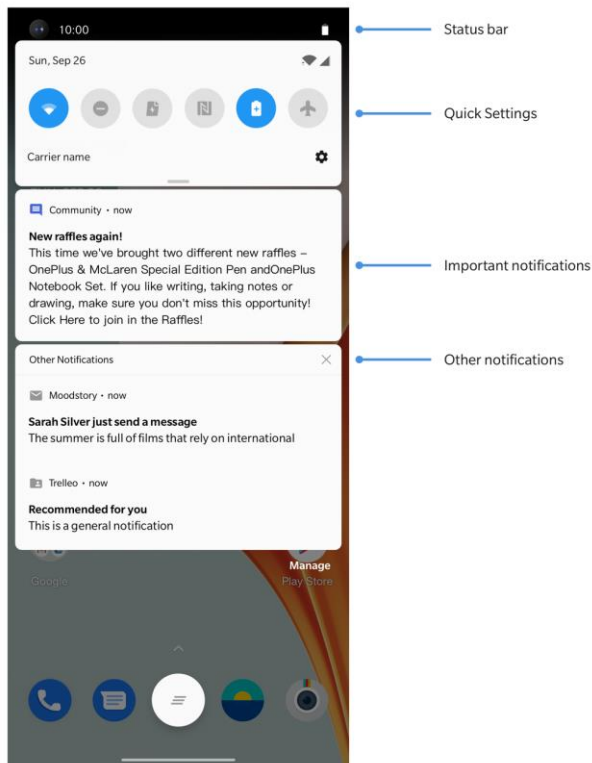 10:00
Status bar
Sun, Sep 26
Quick Settings
Carrier name
Community • now
New raffles again!
This time we've brought two different new raffles –
OnePlus & McLaren Special Edition Pen andOnePlus
Notebook Set. If you like writing, taking notes or
drawing, make sure you don't miss this opportunity!
Click Here to join in the Raffles!
Important notifications
Other Notifications
Other notifications
Moodstory • now
Sarah Silver just send a message
The summer is full of films that rely on international
Trelleo • now
Recommended for you
This is a general notification
Manage
Google
Play Store